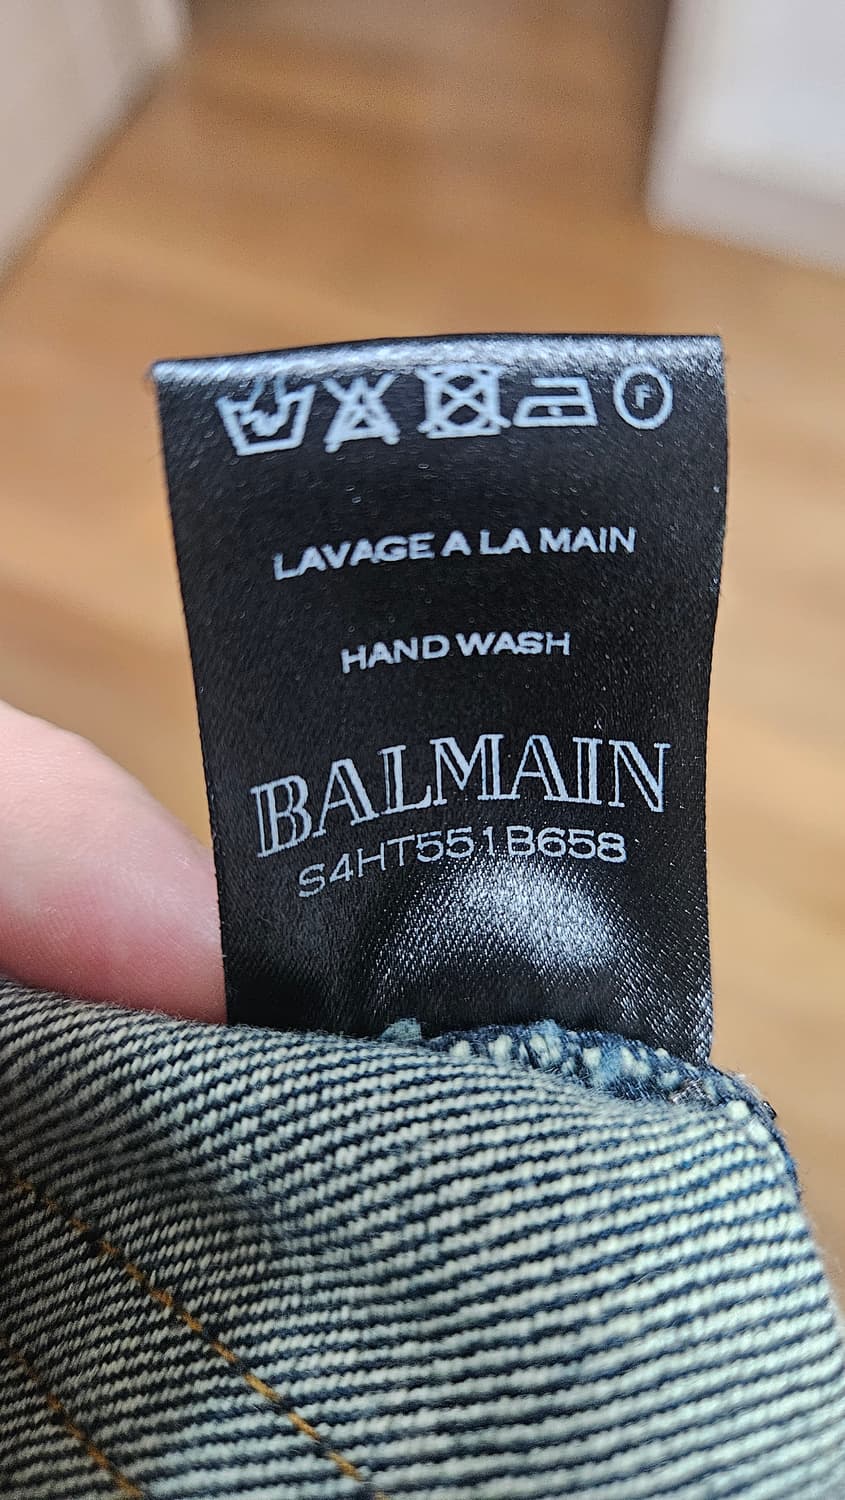 F
LAVAGE A LA MAIN
HAND WASH
BALMAIN
S4HT551B658